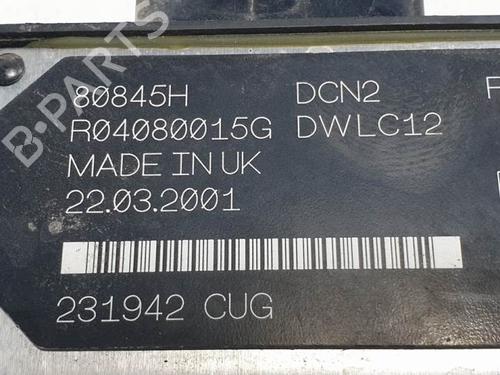 80845H DCN2 F
R04080015G DWLC12
MADE IN UK
22.03.2001
231942 CUG
B-PARTS